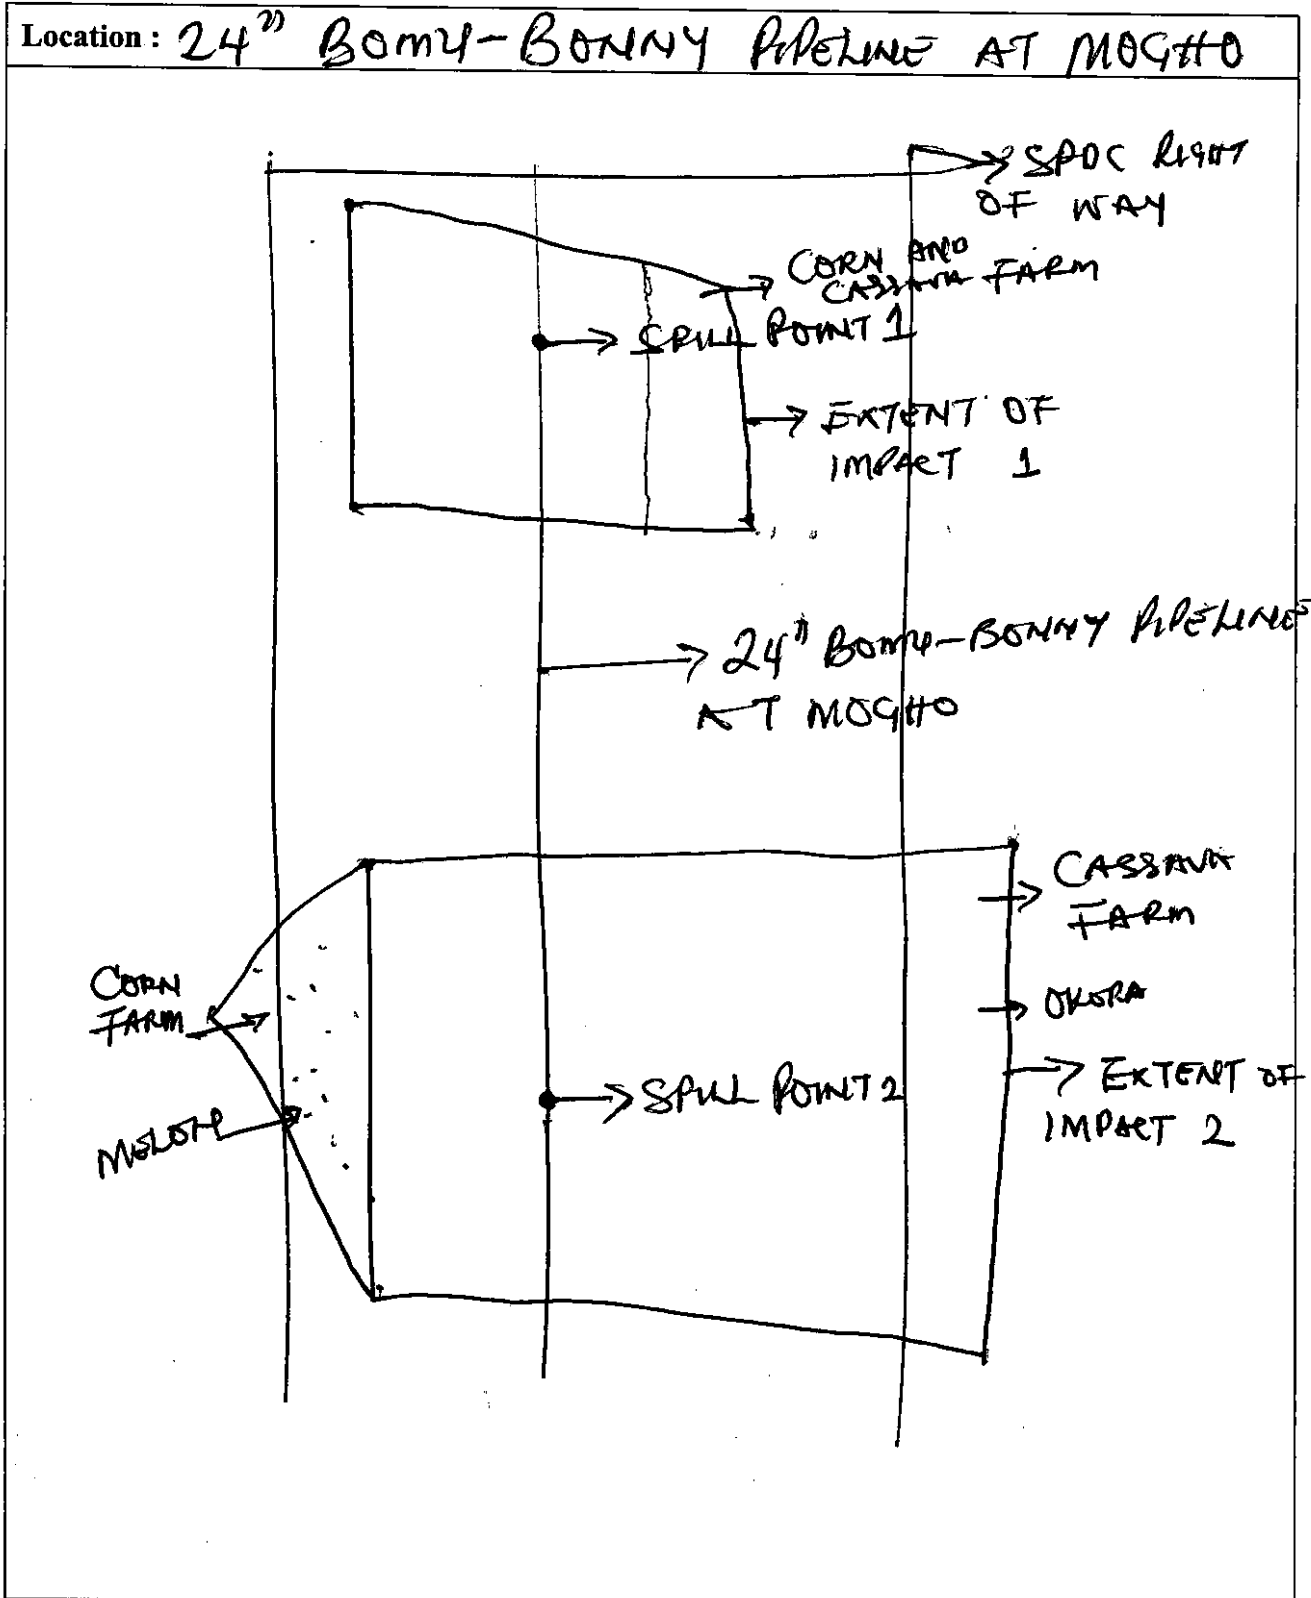 Location : 24" BOMU-BONNY PIPELINE AT MOGHO
SPDC RIGHT
OF WAY
CORN AND
CASSAVA FARM
SPILL POINT 1
EXTENT OF
IMPACT 1
24" BOMU-BONNY PIPELINE
AT MOGHO
CASSAVA
FARM
CORN
FARM
OKORA
SPILL POINT 2
EXTENT OF
IMPACT 2
MELON